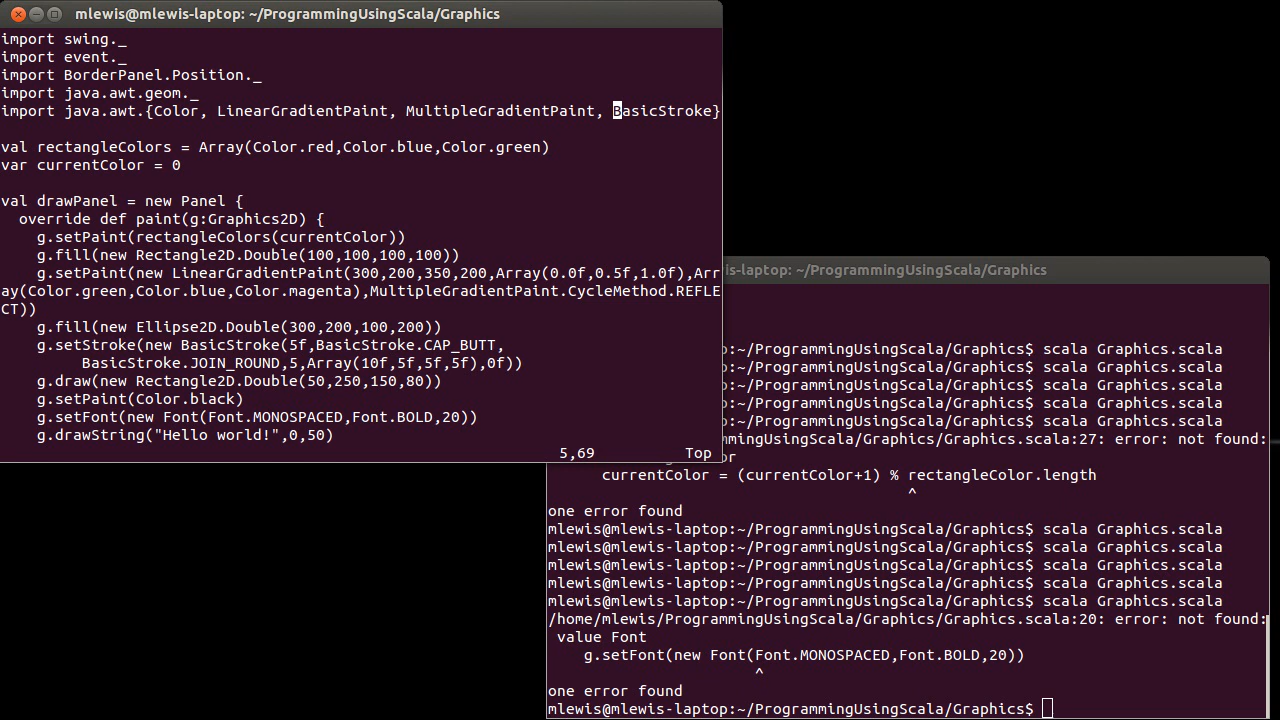 mlewis@mlewis-laptop: ~/ProgrammingUsingScala/Graphics
import swing._
import event._
import BorderPanel.Position._
import java.awt.geom._
import java.awt.{Color, LinearGradientPaint, MultipleGradientPaint, BasicStroke}
val rectangleColors = Array(Color.red,Color.blue,Color.green)
var currentColor = 0
val drawPanel = new Panel {
  override def paint(g:Graphics2D) {
    g.setPaint(rectangleColors(currentColor))
    g.fill(new Rectangle2D.Double(100,100,100,100))
    g.setPaint(new LinearGradientPaint(300,200,350,200,Array(0.0f,0.5f,1.0f),Arr
ay(Color.green,Color.blue,Color.magenta),MultipleGradientPaint.CycleMethod.REFLE
CT))
    g.fill(new Ellipse2D.Double(300,200,100,200))
    g.setStroke(new BasicStroke(5f,BasicStroke.CAP_BUTT,
         BasicStroke.JOIN_ROUND,5,Array(10f,5f,5f,5f),0f))
    g.draw(new Rectangle2D.Double(50,250,150,80))
    g.setPaint(Color.black)
    g.setFont(new Font(Font.MONOSPACED,Font.BOLD,20))
    g.drawString("Hello world!",0,50)
5,69 Top
is-laptop: ~/ProgrammingUsingScala/Graphics
p:~/ProgrammingUsingScala/Graphics$ scala Graphics.scala
p:~/ProgrammingUsingScala/Graphics$ scala Graphics.scala
p:~/ProgrammingUsingScala/Graphics$ scala Graphics.scala
p:~/ProgrammingUsingScala/Graphics$ scala Graphics.scala
p:~/ProgrammingUsingScala/Graphics$ scala Graphics.scala
mmingUsingScala/Graphics/Graphics.scala:27: error: not found:
or
      currentColor = (currentColor+1) % rectangleColor.length
                                        ^
one error found
mlewis@mlewis-laptop:~/ProgrammingUsingScala/Graphics$ scala Graphics.scala
mlewis@mlewis-laptop:~/ProgrammingUsingScala/Graphics$ scala Graphics.scala
mlewis@mlewis-laptop:~/ProgrammingUsingScala/Graphics$ scala Graphics.scala
mlewis@mlewis-laptop:~/ProgrammingUsingScala/Graphics$ scala Graphics.scala
mlewis@mlewis-laptop:~/ProgrammingUsingScala/Graphics$ scala Graphics.scala
/home/mlewis/ProgrammingUsingScala/Graphics/Graphics.scala:20: error: not found:
 value Font
    g.setFont(new Font(Font.MONOSPACED,Font.BOLD,20))
                       ^
one error found
mlewis@mlewis-laptop:~/ProgrammingUsingScala/Graphics$